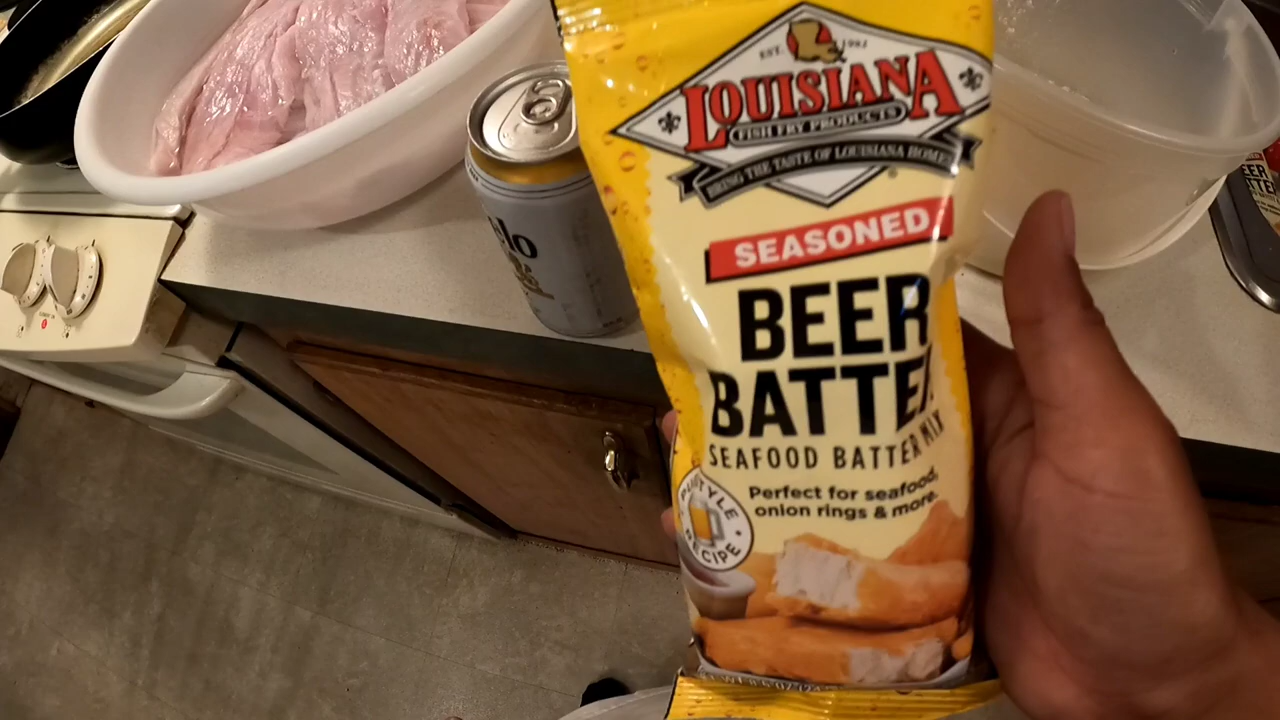 EST. 1982
LOUISIANA
FISH FRY PRODUCTS
BRING THE TASTE OF LOUISIANA HOME
SEASONED
BEER
BATTER
SEAFOOD BATTER MIX
Perfect for seafood,
onion rings & more.
RECIPE
elo